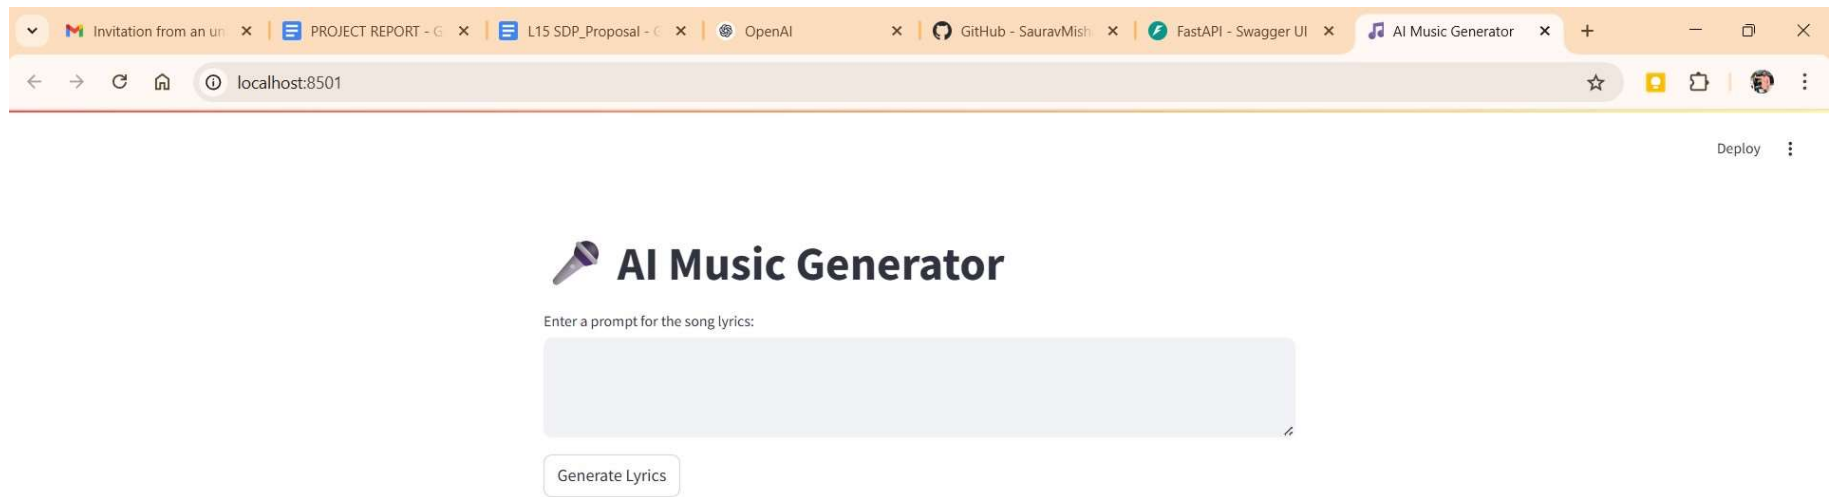 Invitation from an un
PROJECT REPORT - G
L15 SDP_Proposal - G
OpenAI
GitHub - SauravMish
FastAPI - Swagger UI
AI Music Generator
localhost:8501
Deploy
AI Music Generator
Enter a prompt for the song lyrics:
Generate Lyrics